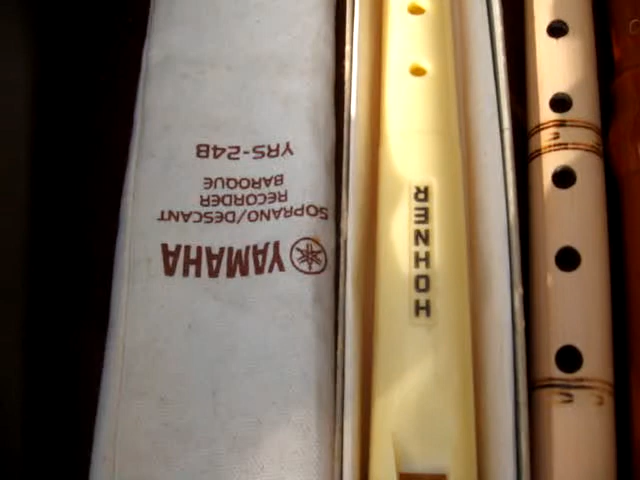 YAMAHA
SOPRANO/DESCANT
RECORDER
BAROQUE
YRS-24B
HOHNER